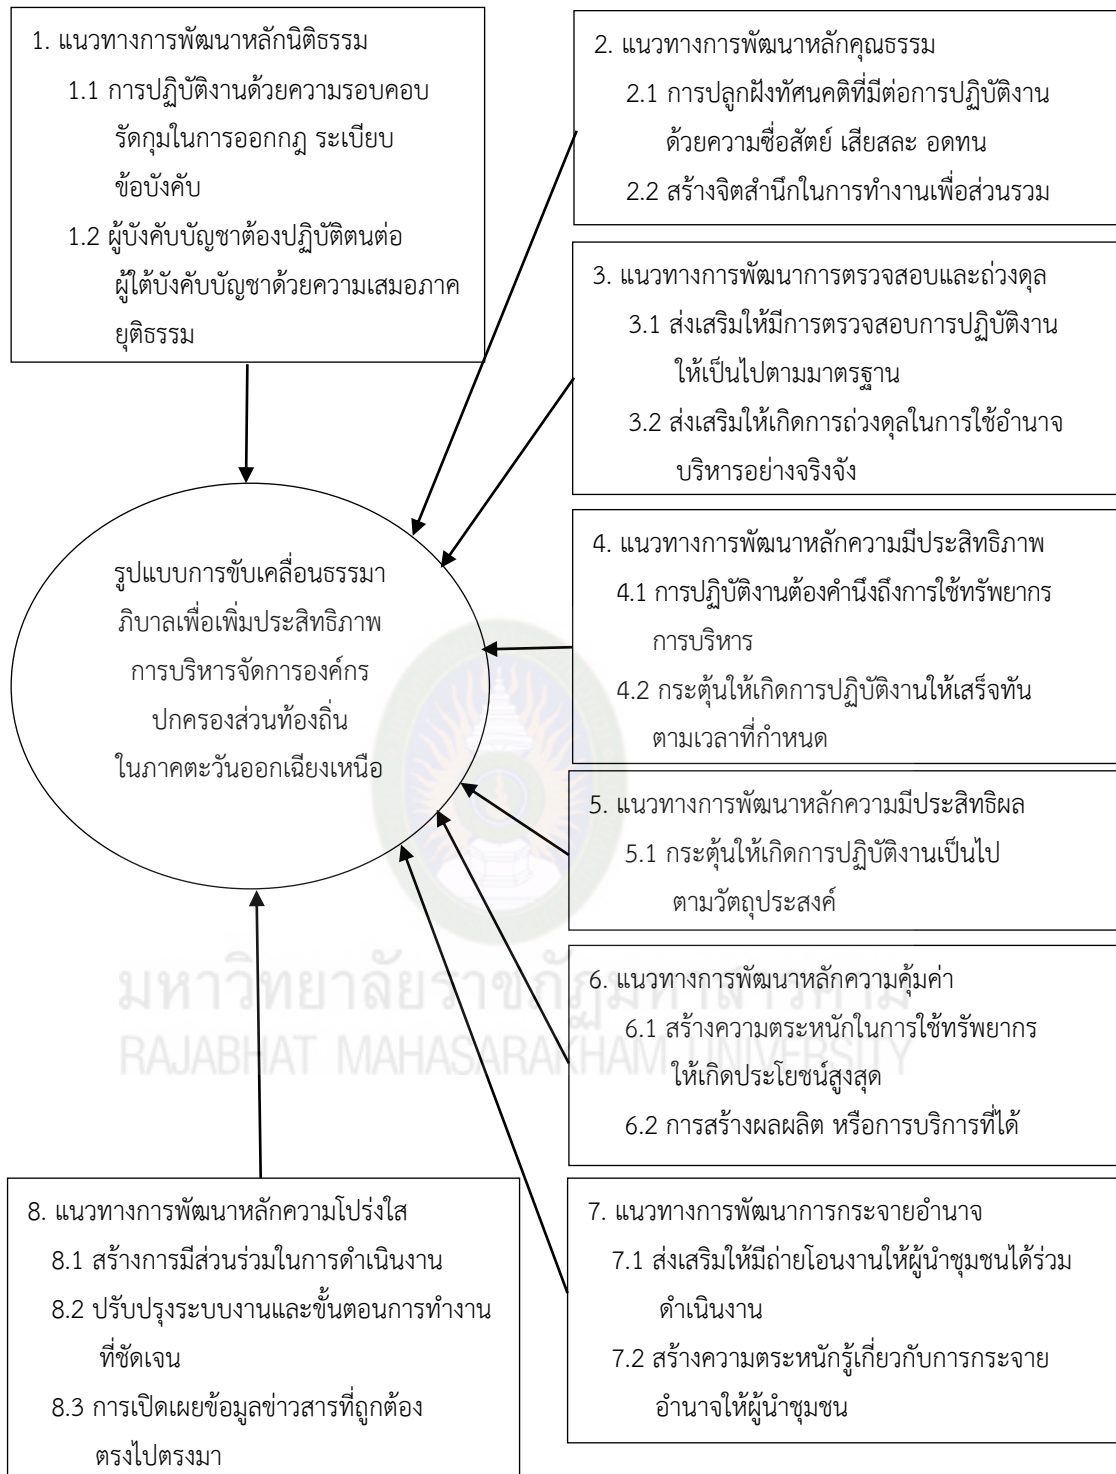 1. แนวทางการพัฒนาหลักนิติธรรม
1.1 การปฏิบัติงานด้วยความรอบคอบ
รัดกุมในการออกกฎ ระเบียบ
ข้อบังคับ
1.2 ผู้บังคับบัญชาต้องปฏิบัติตนต่อ
ผู้ใต้บังคับบัญชาด้วยความเสมอภาค
ยุติธรรม
2. แนวทางการพัฒนาหลักคุณธรรม
2.1 การปลูกฝังทัศนคติที่มีต่อการปฏิบัติงาน
ด้วยความซื่อสัตย์ เสียสละ อดทน
2.2 สร้างจิตสำนึกในการทำงานเพื่อส่วนรวม
3. แนวทางการพัฒนาการตรวจสอบและถ่วงดุล
3.1 ส่งเสริมให้มีการตรวจสอบการปฏิบัติงาน
ให้เป็นไปตามมาตรฐาน
3.2 ส่งเสริมให้เกิดการถ่วงดุลในการใช้อำนาจ
บริหารอย่างจริงจัง
รูปแบบการขับเคลื่อนธรรมา
ภิบาลเพื่อเพิ่มประสิทธิภาพ
การบริหารจัดการองค์กร
ปกครองส่วนท้องถิ่น
ในภาคตะวันออกเฉียงเหนือ
4. แนวทางการพัฒนาหลักความมีประสิทธิภาพ
4.1 การปฏิบัติงานต้องคำนึงถึงการใช้ทรัพยากร
การบริหาร
4.2 กระตุ้นให้เกิดการปฏิบัติงานให้เสร็จทัน
ตามเวลาที่กำหนด
5. แนวทางการพัฒนาหลักความมีประสิทธิผล
5.1 กระตุ้นให้เกิดการปฏิบัติงานเป็นไป
ตามวัตถุประสงค์
6. แนวทางการพัฒนาหลักความคุ้มค่า
6.1 สร้างความตระหนักในการใช้ทรัพยากร
ให้เกิดประโยชน์สูงสุด
6.2 การสร้างผลผลิต หรือการบริการที่ได้
มหาวิทยาลัยราชภัฏมหาสารคาม
RAJABHAT MAHASARAKHAM UNIVERSITY
7. แนวทางการพัฒนาการกระจายอำนาจ
7.1 ส่งเสริมให้มีถ่ายโอนงานให้ผู้นำชุมชนได้ร่วม
ดำเนินงาน
7.2 สร้างความตระหนักรู้เกี่ยวกับการกระจาย
อำนาจให้ผู้นำชุมชน
8. แนวทางการพัฒนาหลักความโปร่งใส
8.1 สร้างการมีส่วนร่วมในการดำเนินงาน
8.2 ปรับปรุงระบบงานและขั้นตอนการทำงาน
ที่ชัดเจน
8.3 การเปิดเผยข้อมูลข่าวสารที่ถูกต้อง
ตรงไปตรงมา